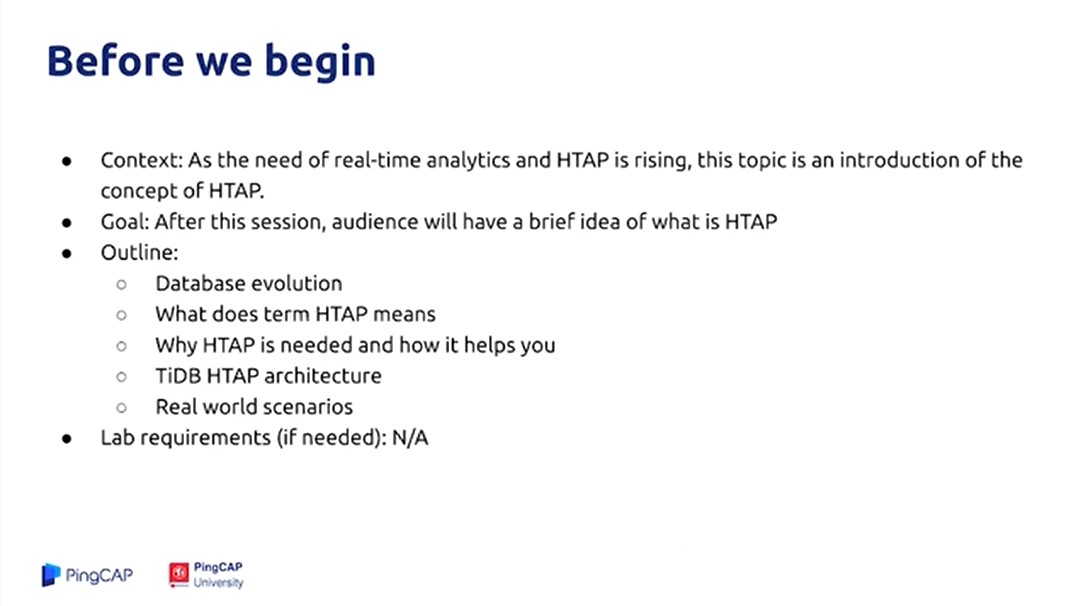 Before we begin
● Context: As the need of real-time analytics and HTAP is rising, this topic is an introduction of the
concept of HTAP.
● Goal: After this session, audience will have a brief idea of what is HTAP
● Outline:
○ Database evolution
○ What does term HTAP means
○ Why HTAP is needed and how it helps you
○ TiDB HTAP architecture
○ Real world scenarios
● Lab requirements (if needed): N/A
PingCAP
PingCAP
University